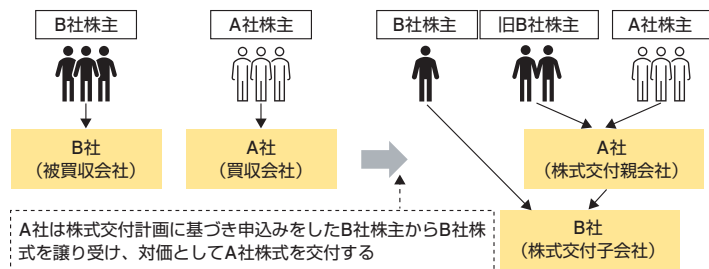 B社株主
A社株主
B社株主
旧B社株主
A社株主
B社
（被買収会社）
A社
（買収会社）
A社
（株式交付親会社）
A社は株式交付計画に基づき申込みをしたB社株主からB社株
式を譲り受け、対価としてA社株式を交付する
B社
（株式交付子会社）